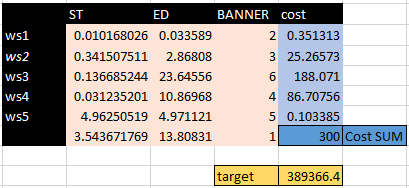 ST ED BANNER cost
ws1 0.010168026 0.033589 2 0.351313
ws2 0.341507511 2.86808 3 25.26573
ws3 0.136685244 23.64556 6 188.071
ws4 0.031235201 10.86968 4 86.70756
ws5 4.96250519 4.971121 5 0.103385
3.543671769 13.80831 1 300 Cost SUM
target 389366.4